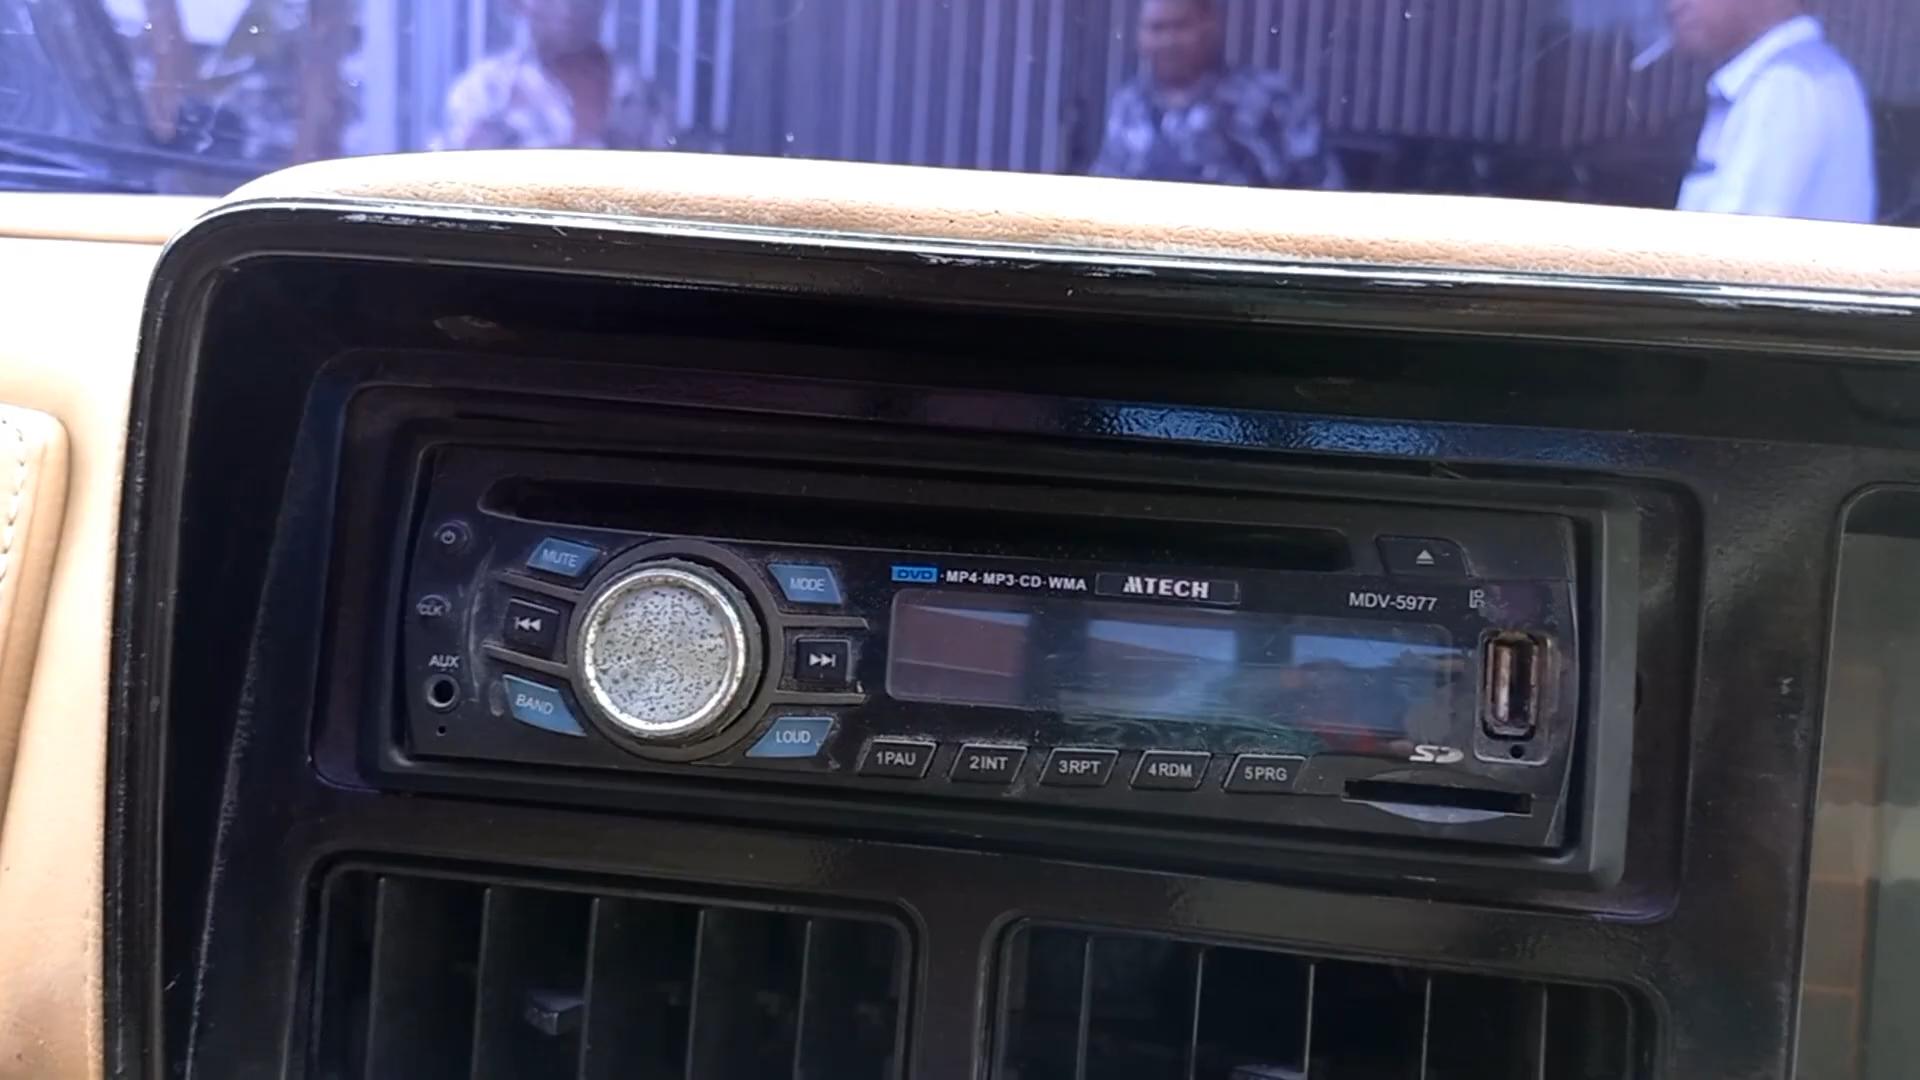 DVD·MP4·MP3·CD·WMA MTECH
MDV-5977
MUTE
MODE
CLK
AUX
BAND
LOUD
1PAU
2INT
3RPT
4RDM
5PRG
SD